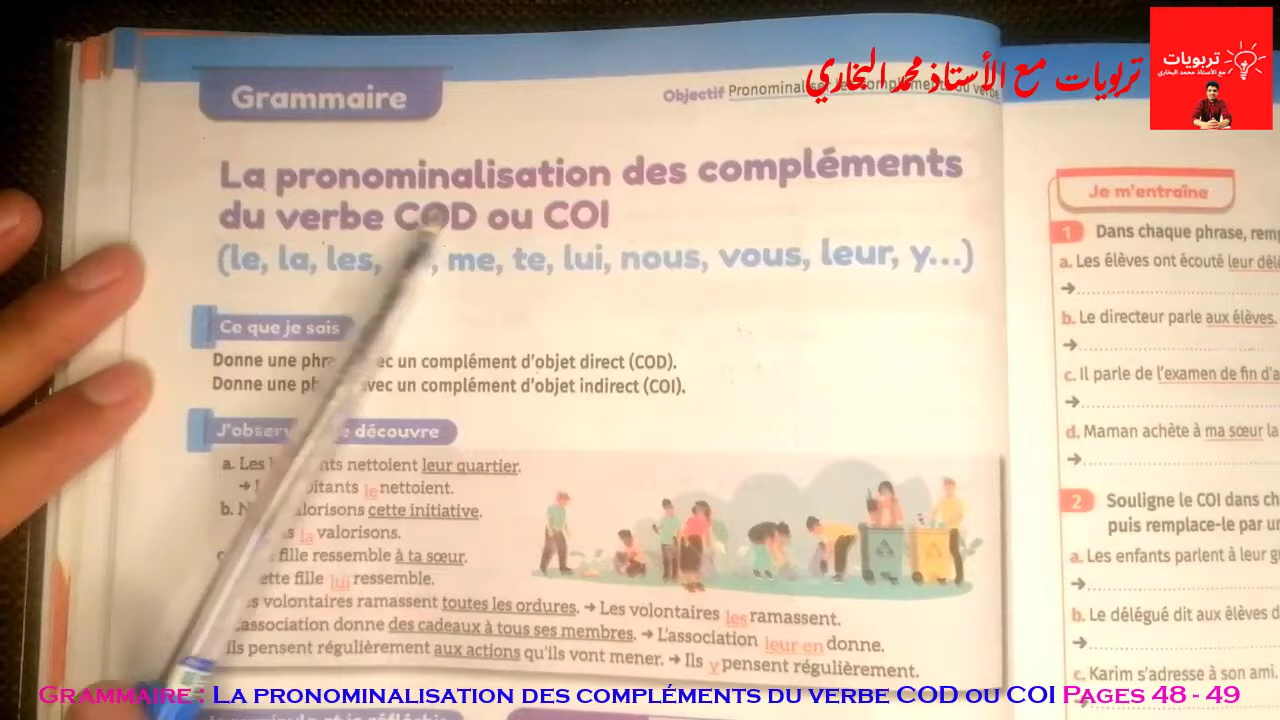 Grammaire
Objectif Pronominaliser les compléments du verbe
تربويات مع الأستاذ محمد البخاري
تربويات
مع الأستاذ محمد البخاري
La pronominalisation des compléments
du verbe COD ou COI
(le, la, les, , me, te, lui, nous, vous, leur, y...)
Ce que je sais
Donne une phr ec un complément d'objet direct (COD).
Donne une ph avec un complément d'objet indirect (COI).
J'obser e découvre
a. Les nts nettoient leur quartier.
➜ bitants le nettoient.
b. N alorisons cette initiative.
s la valorisons.
fille ressemble à ta sœur.
ette fille lui ressemble.
s volontaires ramassent toutes les ordures. ➜ Les volontaires les ramassent.
association donne des cadeaux à tous ses membres. ➜ L'association leur en donne.
Ils pensent régulièrement aux actions qu'ils vont mener. ➜ Ils y pensent régulièrement.
Je m'entraîne
1 Dans chaque phrase, remp
a. Les élèves ont écouté leur délé
➜
b. Le directeur parle aux élèves.
➜
c. Il parle de l'examen de fin d'a
➜
d. Maman achète à ma sœur la
➜
2 Souligne le COI dans ch
puis remplace-le par un
a. Les enfants parlent à leur g
➜
b. Le délégué dit aux élèves d
➜
c. Karim s'adresse à son ami.
Grammaire : La pronominalisation des compléments du verbe COD ou COI Pages 48 - 49